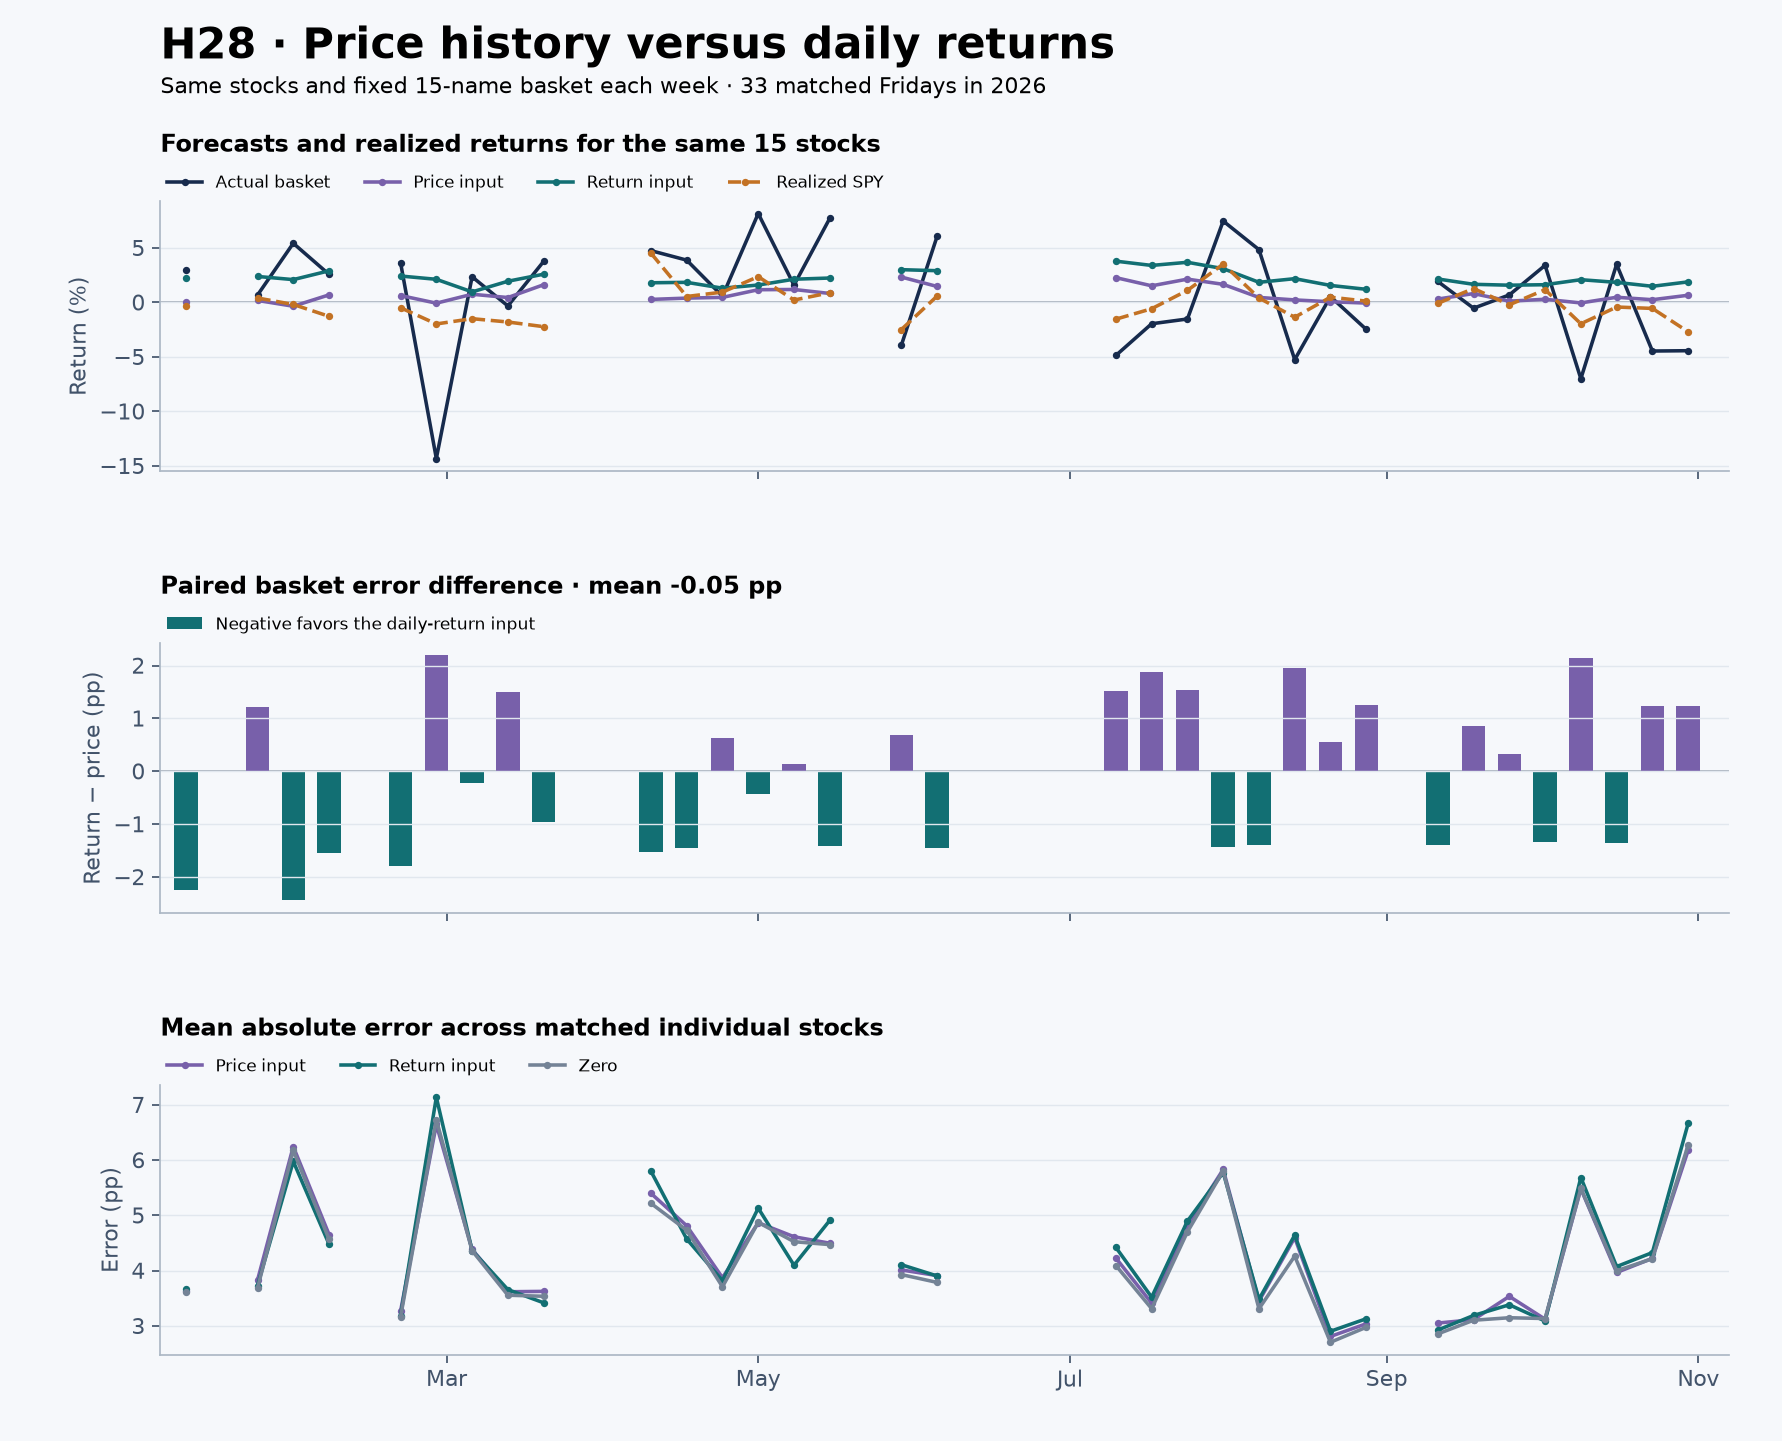 H28 · Price history versus daily returns
Same stocks and fixed 15-name basket each week · 33 matched Fridays in 2026
Forecasts and realized returns for the same 15 stocks
Actual basket Price input Return input Realized SPY
Return (%)
5
0
−5
−10
−15
Paired basket error difference · mean -0.05 pp
Negative favors the daily-return input
Return − price (pp)
2
1
0
−1
−2
Mean absolute error across matched individual stocks
Price input Return input Zero
Error (pp)
7
6
5
4
3
Mar May Jul Sep Nov